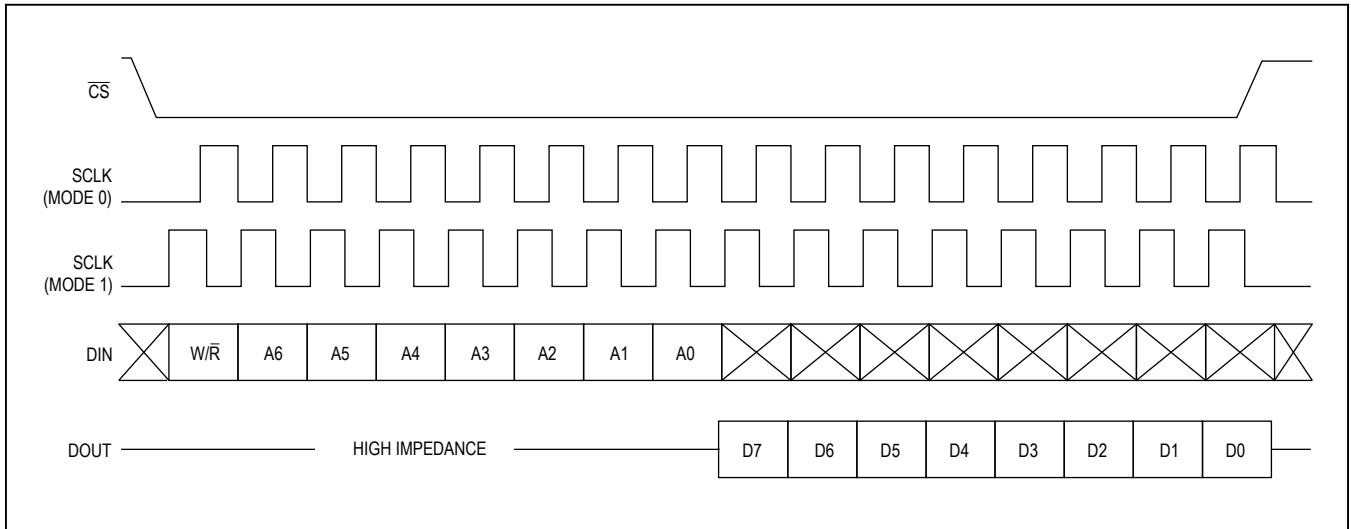 C̅S̅
SCLK
(MODE 0)
SCLK
(MODE 1)
DIN W/R̅ A6 A5 A4 A3 A2 A1 A0
DOUT HIGH IMPEDANCE D7 D6 D5 D4 D3 D2 D1 D0